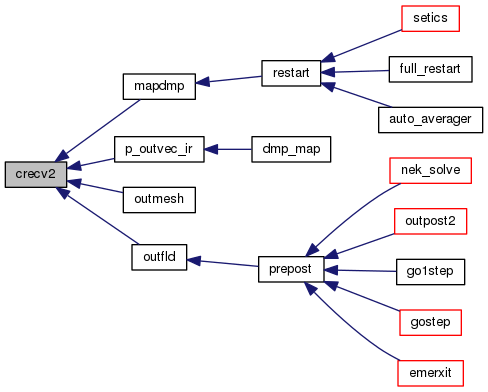 setics
full_restart
auto_averager
restart
mapdmp
p_outvec_ir
dmp_map
crecv2
outmesh
outfld
prepost
nek_solve
outpost2
go1step
gostep
emerxit